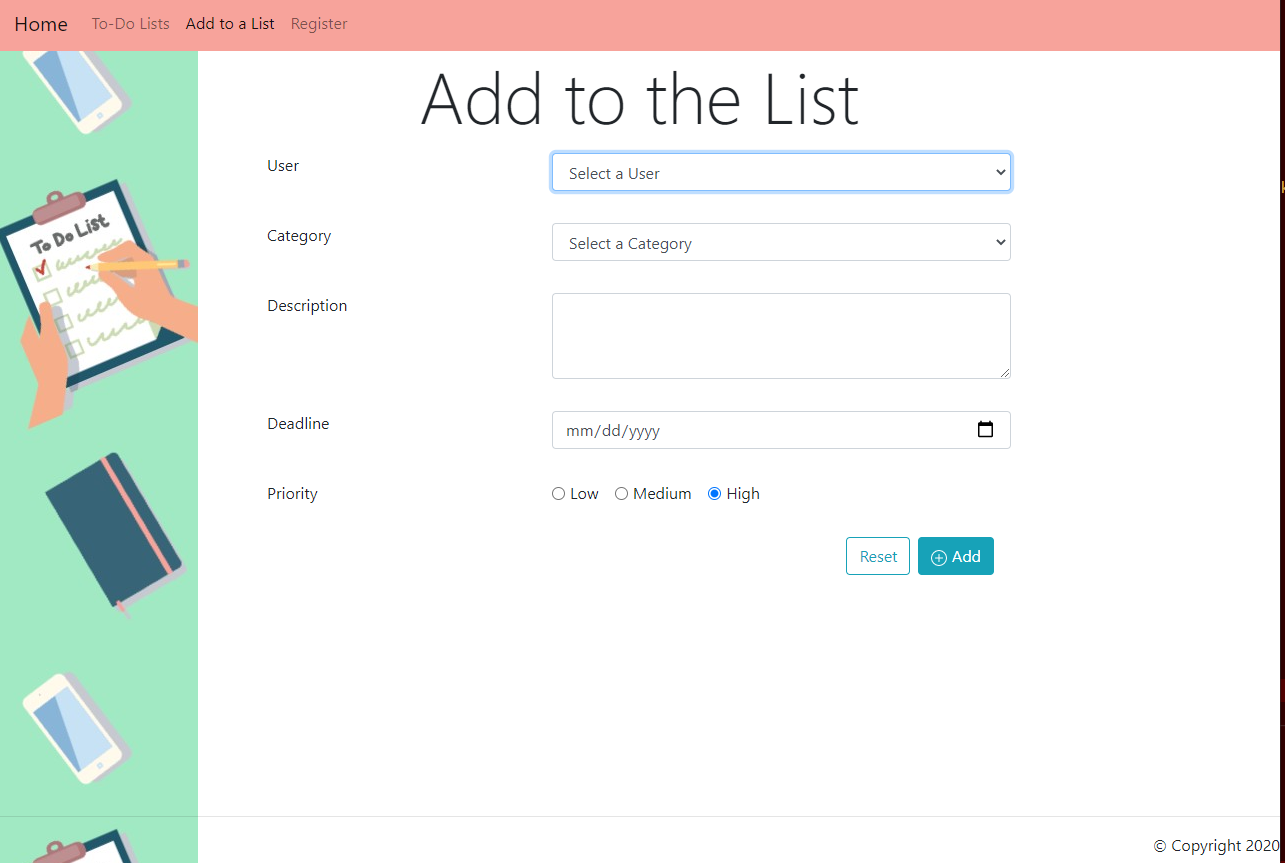 Home To-Do Lists Add to a List Register
Add to the List
User Select a User
To Do List
Category Select a Category
Description
Deadline mm/dd/yyyy
Priority Low Medium High
Reset Add
© Copyright 2020